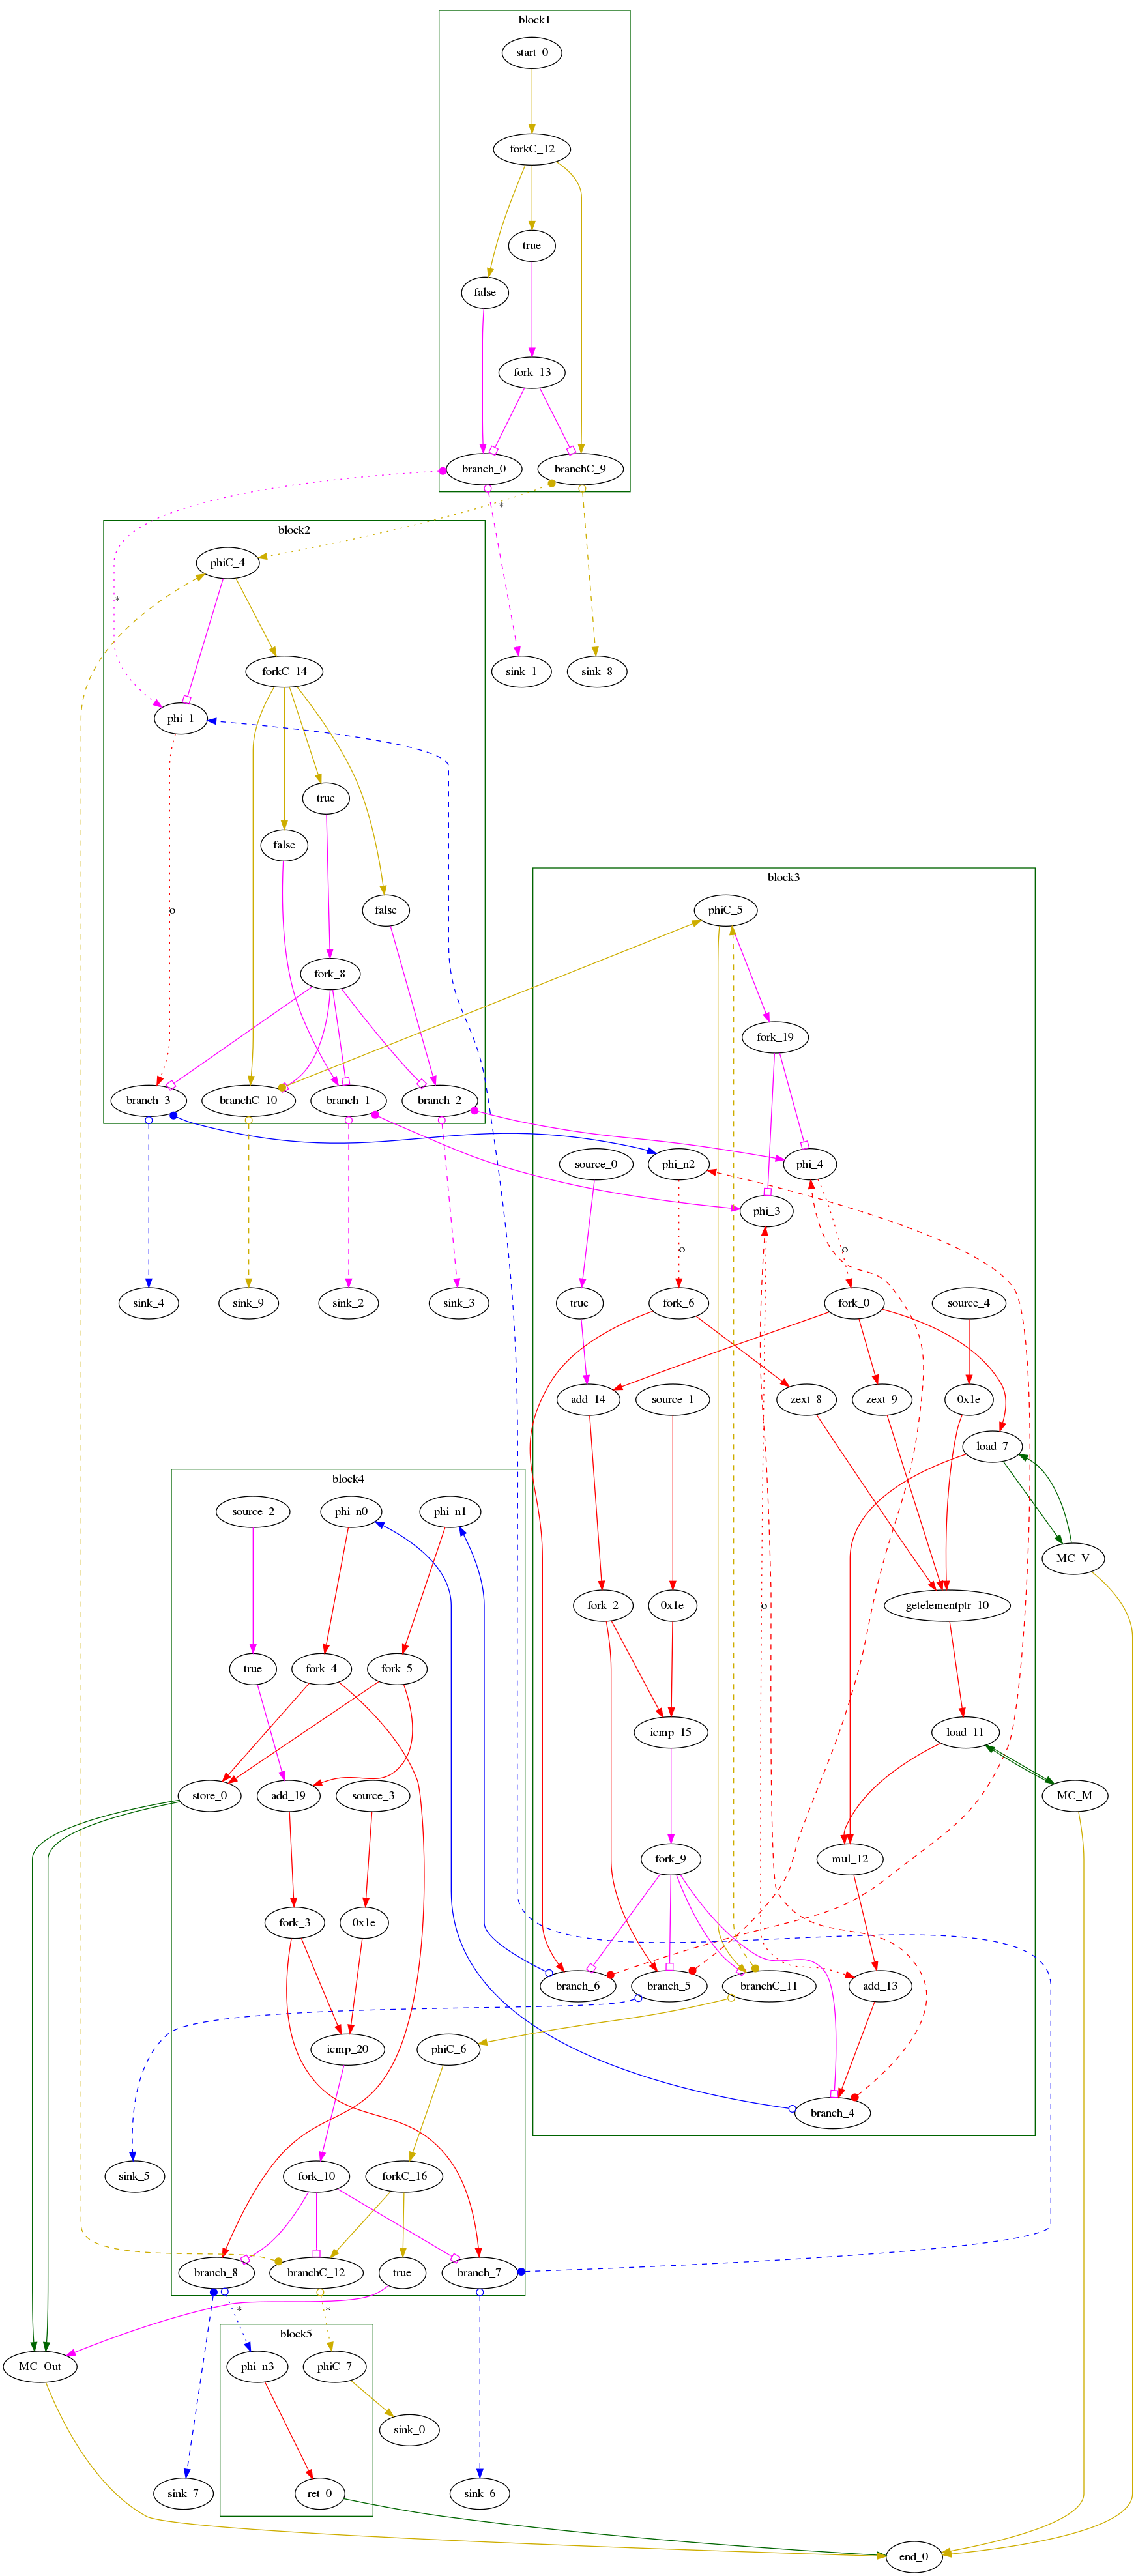 block1
start_0
forkC_12
true
false
fork_13
branch_0
branchC_9
*
block2
phiC_4
*
sink_1
sink_8
forkC_14
phi_1
true
false
o
false
fork_8
branch_3
branchC_10
branch_1
branch_2
block3
phiC_5
fork_19
source_0
phi_n2
phi_4
phi_3
o
o
sink_4
sink_9
sink_2
sink_3
true
fork_6
fork_0
source_4
add_14
source_1
zext_8
zext_9
0x1e
load_7
block4
source_2
phi_n0
phi_n1
MC_V
fork_2
0x1e
o
getelementptr_10
true
fork_4
fork_5
icmp_15
load_11
store_0
add_19
source_3
MC_M
fork_9
mul_12
fork_3
0x1e
branch_6
branch_5
branchC_11
add_13
icmp_20
phiC_6
branch_4
sink_5
fork_10
forkC_16
branch_8
branchC_12
true
branch_7
*
*
block5
MC_Out
phi_n3
phiC_7
sink_0
sink_7
ret_0
sink_6
end_0